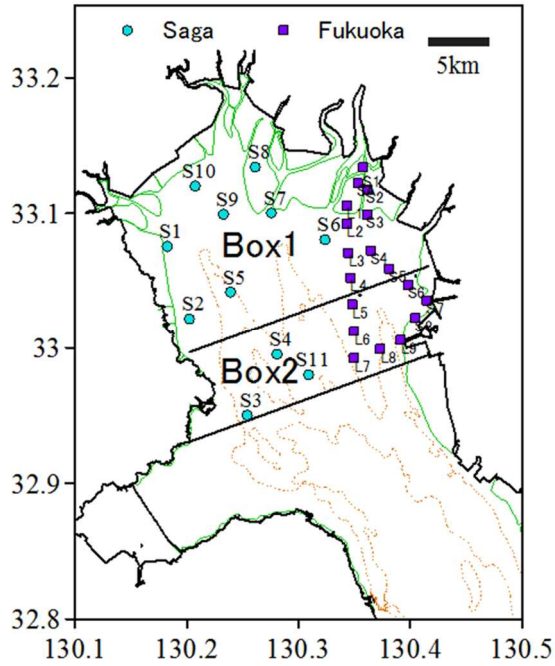 Saga Fukuoka
5km
33.2
S8
S10
S1
S2
S9 S7
33.1
S3
L2
S6
S1
Box1
S4
L3
S5
S5
L4
S6
S2
L5
S4
L6
33
L9
Box2
S11
L7 L8
S3
32.9
32.8
130.1 130.2 130.3 130.4 130.5